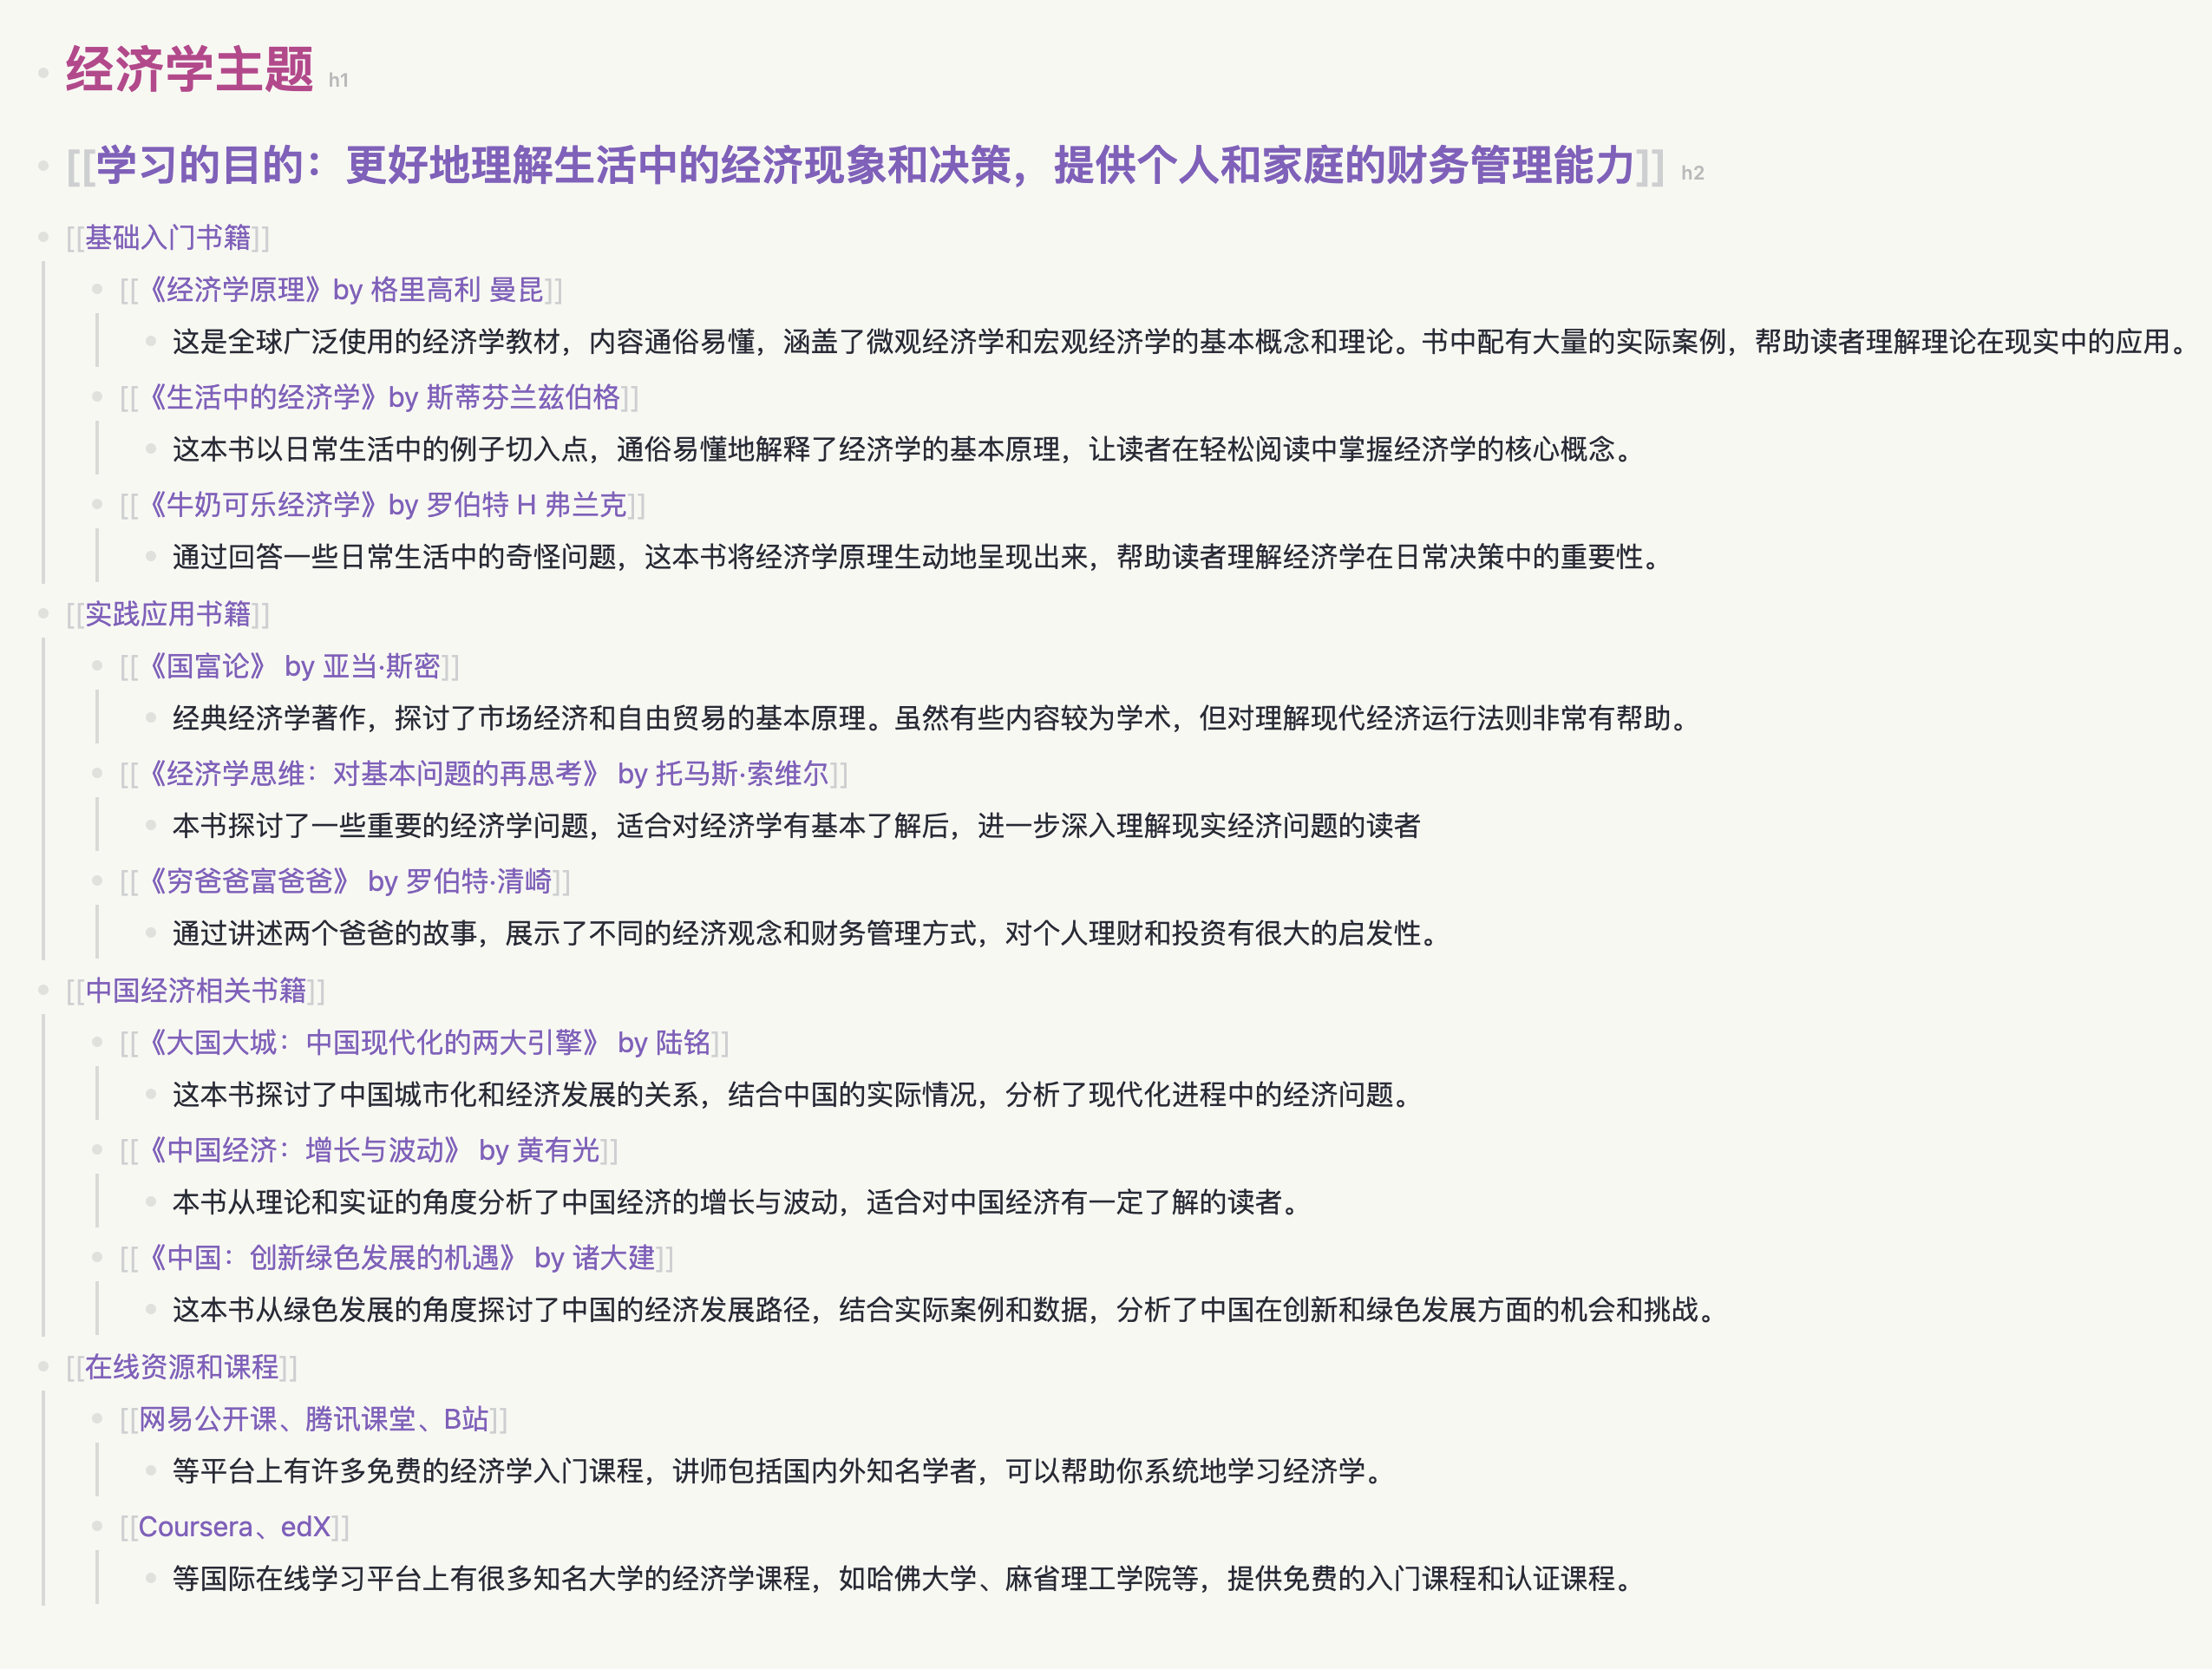 经济学主题 h1
[[学习的目的：更好地理解生活中的经济现象和决策，提供个人和家庭的财务管理能力]] h2
[[基础入门书籍]]
[[《经济学原理》by 格里高利 曼昆]]
这是全球广泛使用的经济学教材，内容通俗易懂，涵盖了微观经济学和宏观经济学的基本概念和理论。书中配有大量的实际案例，帮助读者理解理论在现实中的应用。
[[《生活中的经济学》by 斯蒂芬兰兹伯格]]
这本书以日常生活中的例子切入点，通俗易懂地解释了经济学的基本原理，让读者在轻松阅读中掌握经济学的核心概念。
[[《牛奶可乐经济学》by 罗伯特 H 弗兰克]]
通过回答一些日常生活中的奇怪问题，这本书将经济学原理生动地呈现出来，帮助读者理解经济学在日常决策中的重要性。
[[实践应用书籍]]
[[《国富论》 by 亚当·斯密]]
经典经济学著作，探讨了市场经济和自由贸易的基本原理。虽然有些内容较为学术，但对理解现代经济运行法则非常有帮助。
[[《经济学思维：对基本问题的再思考》 by 托马斯·索维尔]]
本书探讨了一些重要的经济学问题，适合对经济学有基本了解后，进一步深入理解现实经济问题的读者
[[《穷爸爸富爸爸》 by 罗伯特·清崎]]
通过讲述两个爸爸的故事，展示了不同的经济观念和财务管理方式，对个人理财和投资有很大的启发性。
[[中国经济相关书籍]]
[[《大国大城：中国现代化的两大引擎》 by 陆铭]]
这本书探讨了中国城市化和经济发展的关系，结合中国的实际情况，分析了现代化进程中的经济问题。
[[《中国经济：增长与波动》 by 黄有光]]
本书从理论和实证的角度分析了中国经济的增长与波动，适合对中国经济有一定了解的读者。
[[《中国：创新绿色发展的机遇》 by 诸大建]]
这本书从绿色发展的角度探讨了中国的经济发展路径，结合实际案例和数据，分析了中国在创新和绿色发展方面的机会和挑战。
[[在线资源和课程]]
[[网易公开课、腾讯课堂、B站]]
等平台上有许多免费的经济学入门课程，讲师包括国内外知名学者，可以帮助你系统地学习经济学。
[[Coursera、edX]]
等国际在线学习平台上有很多知名大学的经济学课程，如哈佛大学、麻省理工学院等，提供免费的入门课程和认证课程。